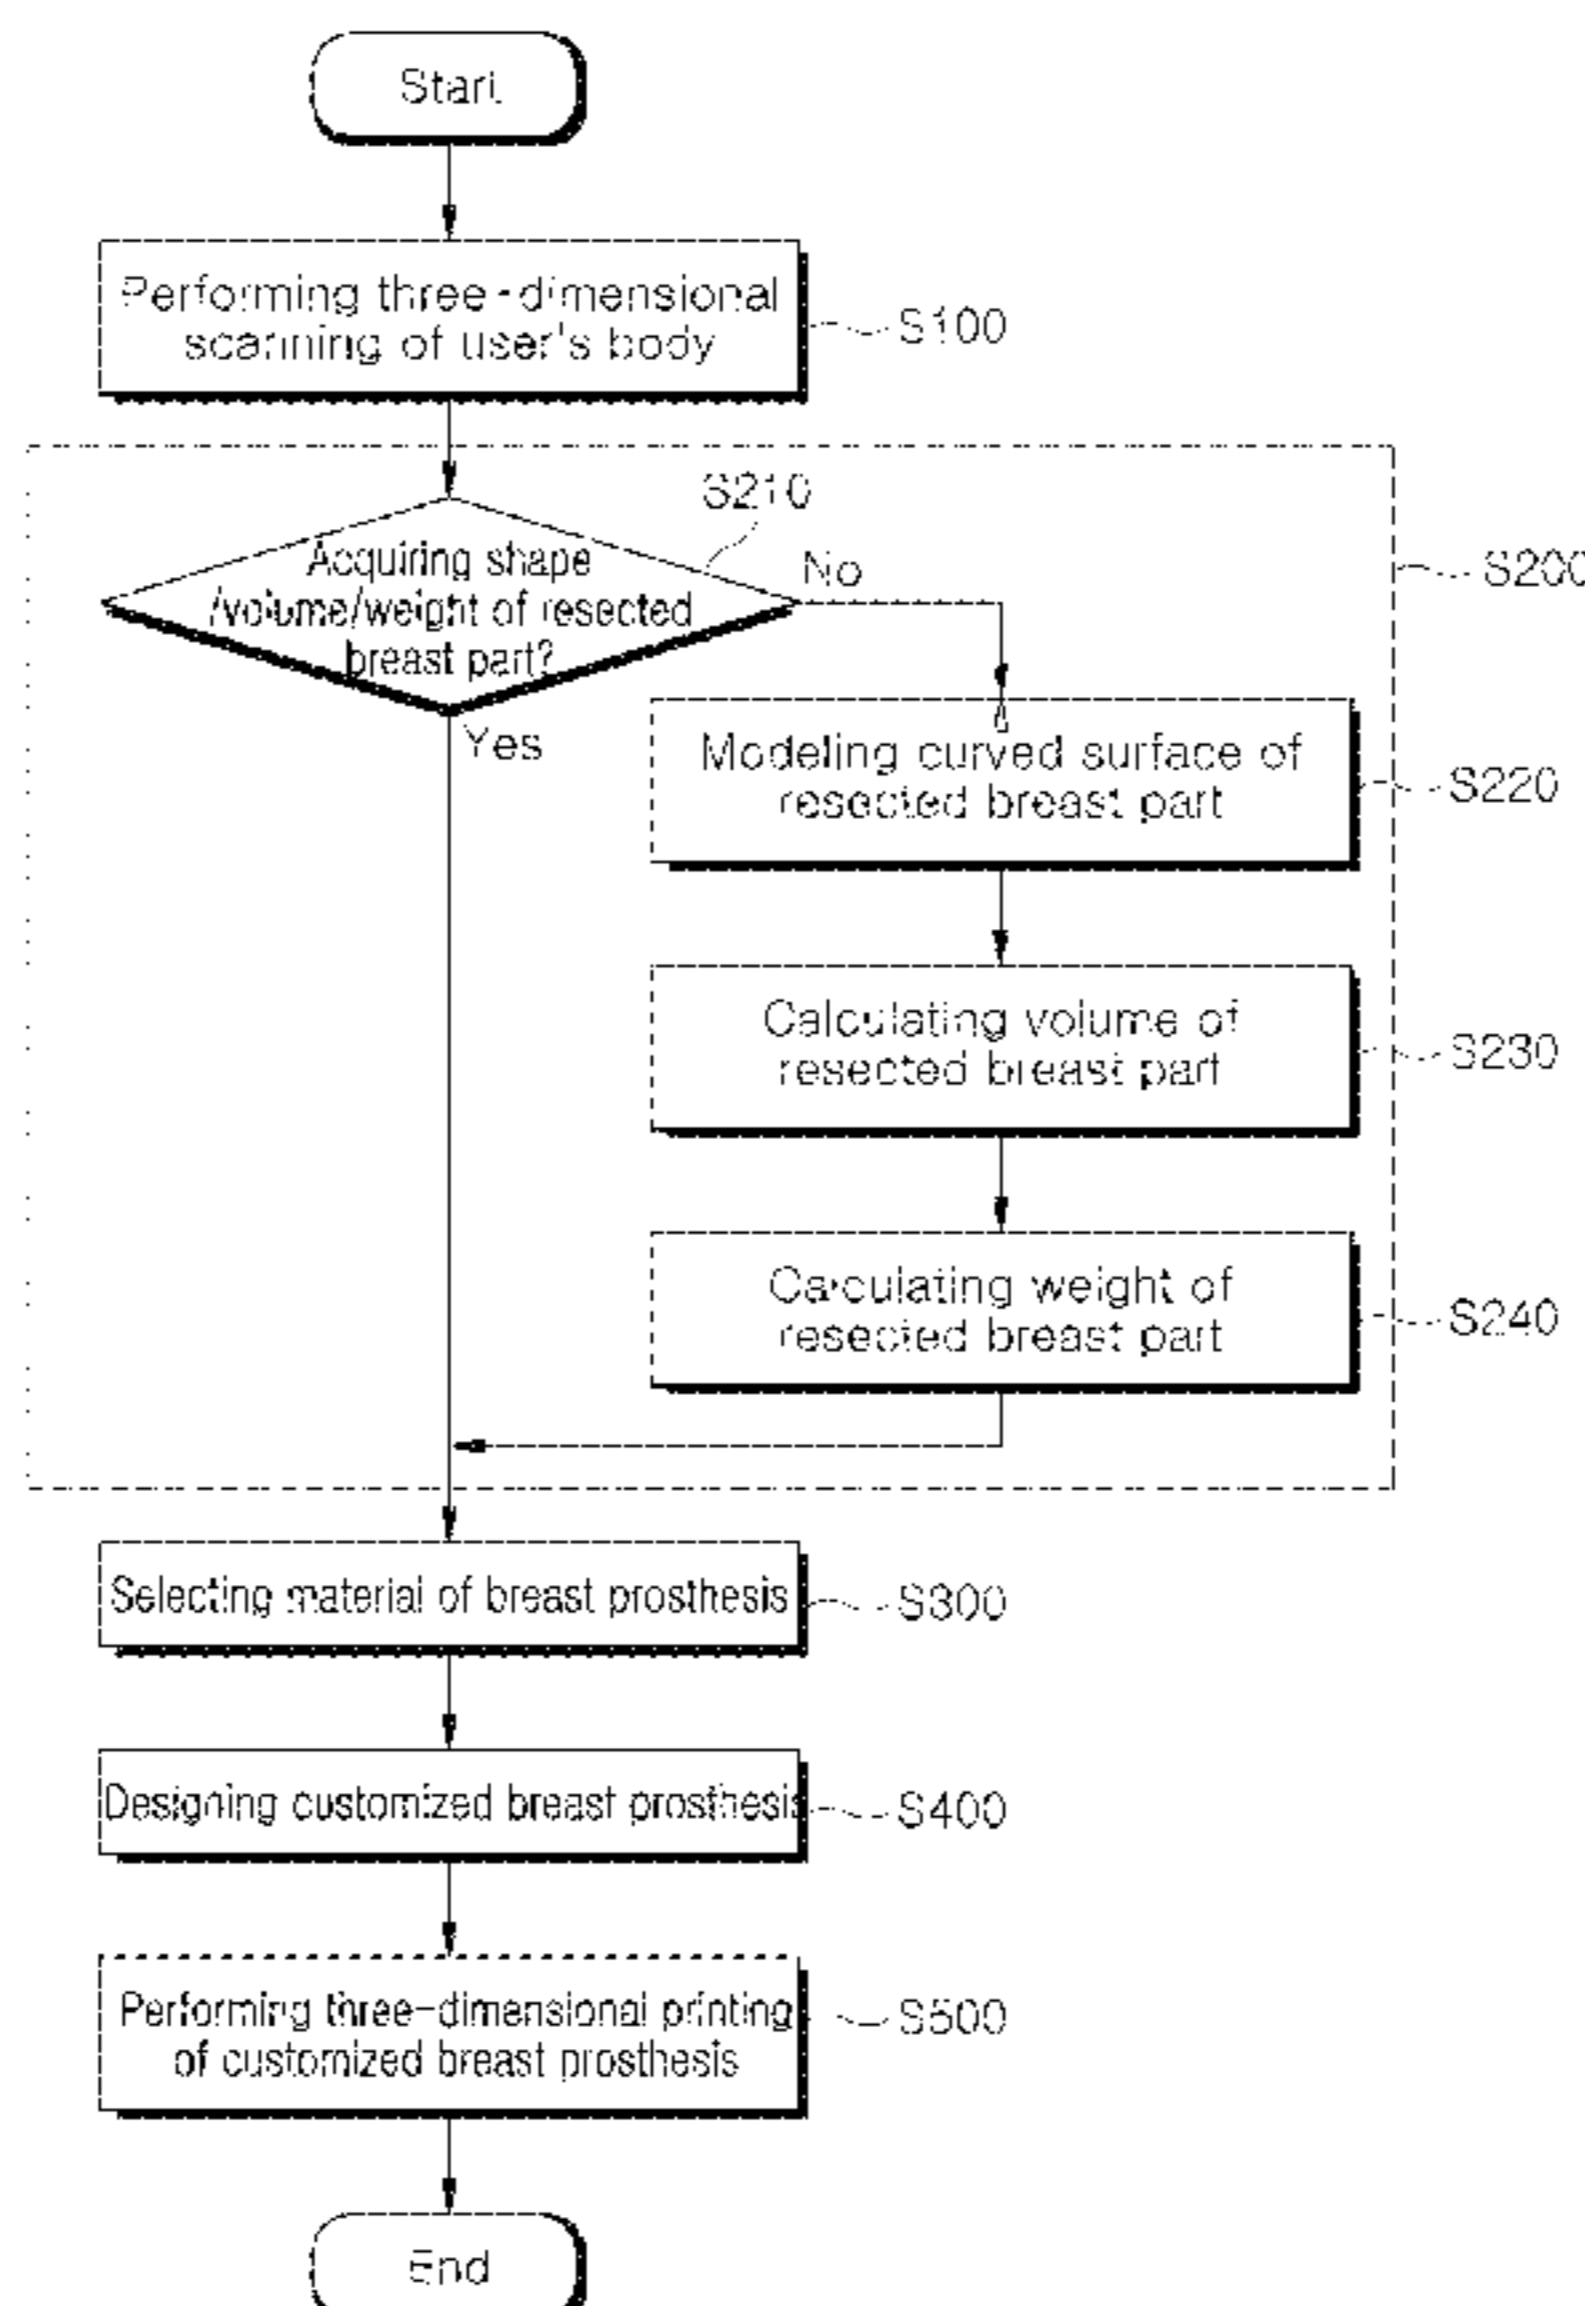 Start
Performing three-dimensional
scanning of user's body
S100
S210
Acquiring shape
/volume/weight of resected
breast part?
No
S200
Yes
Modeling curved surface of
resected breast part
S220
Calculating volume of
resected breast part
S230
Calculating weight of
resected breast part
S240
Selecting material of breast prosthesis
S300
Designing customized breast prosthesis
S400
Performing three-dimensional printing
of customized breast prosthesis
S500
End